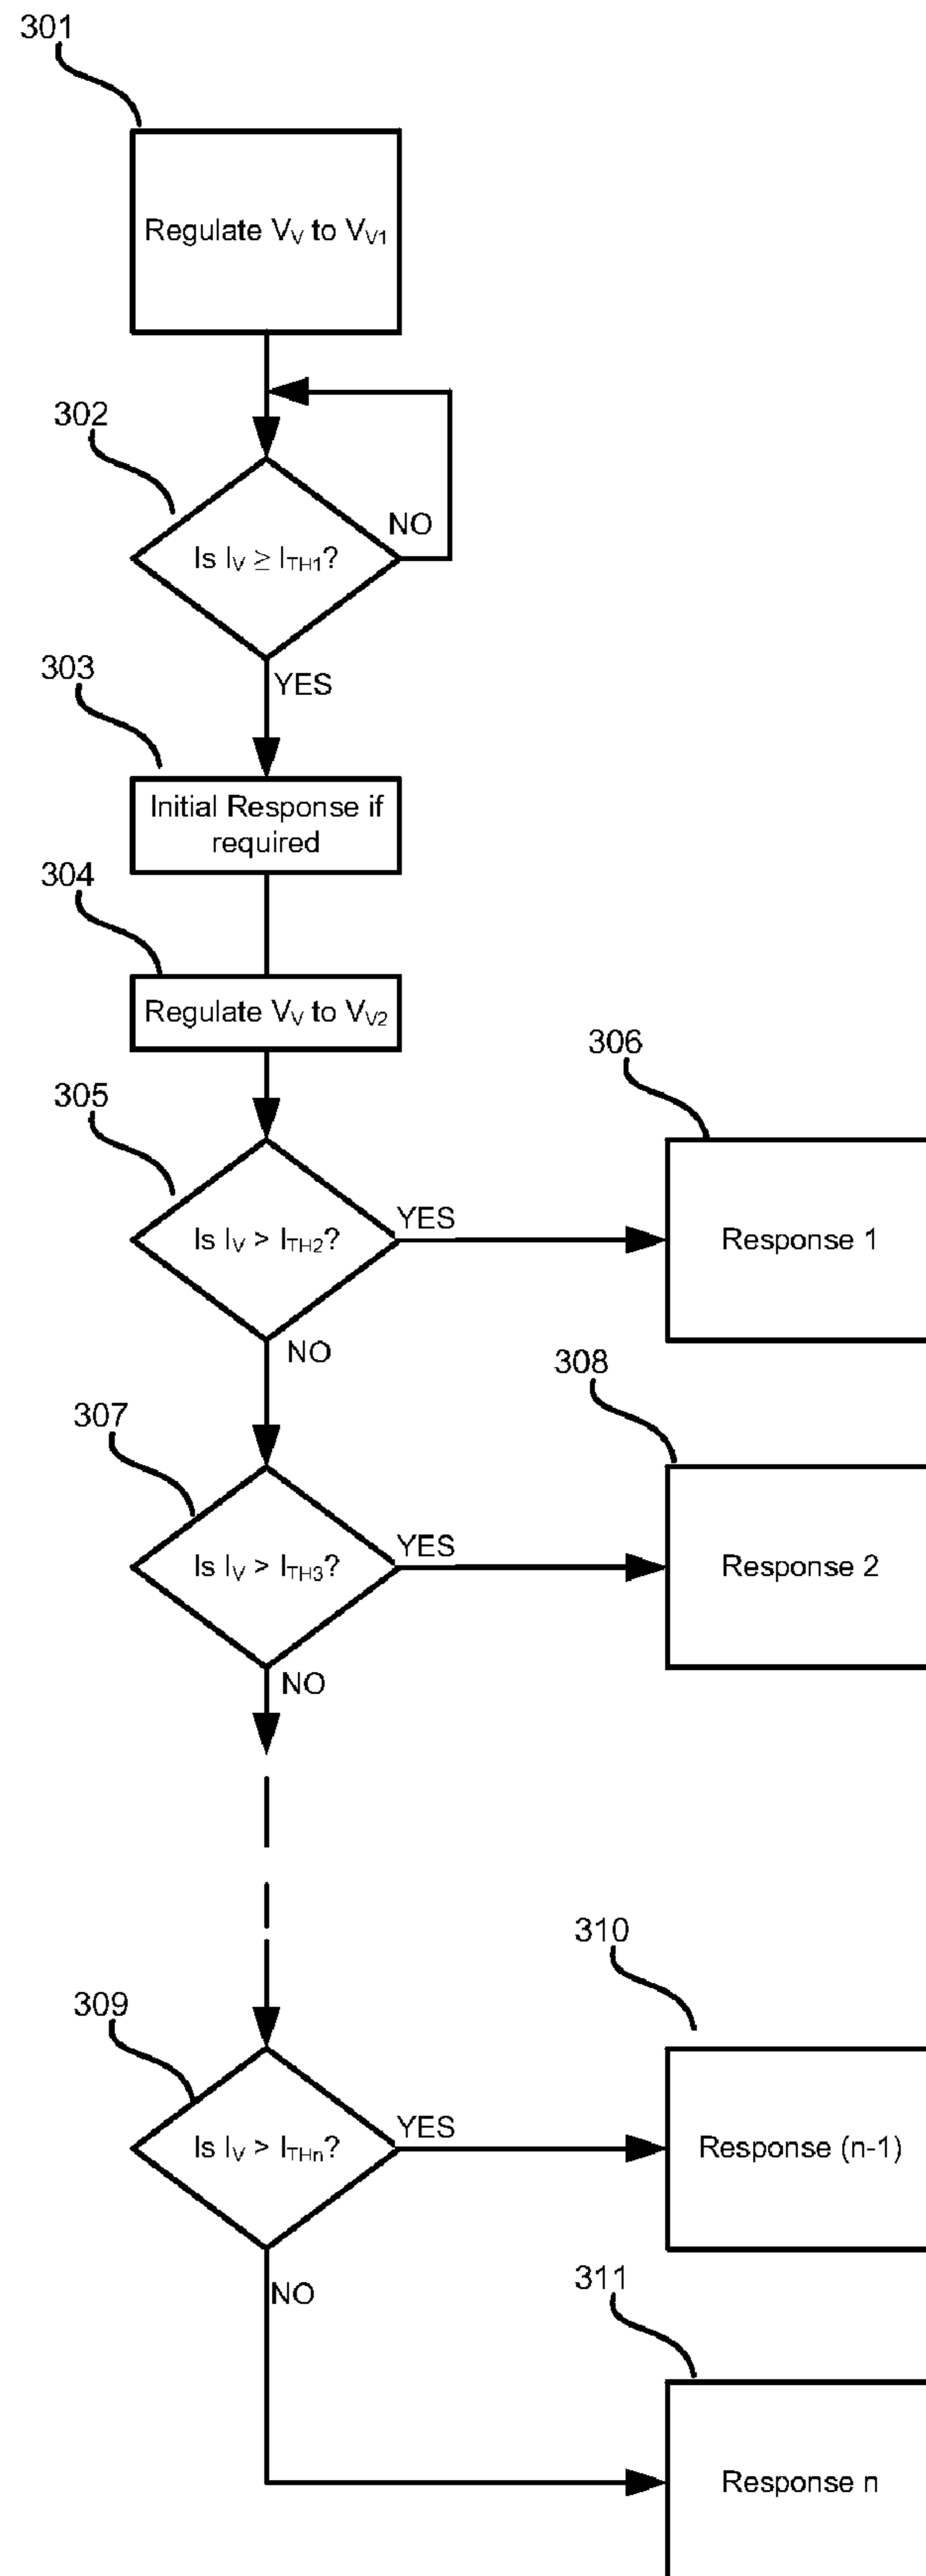 301
Regulate VV to VV1
302
NO
Is IV ≥ ITH1?
YES
303
Initial Response if
required
304
Regulate VV to VV2
305
306
Is IV > ITH2?
YES
Response 1
NO
307
308
Is IV > ITH3?
YES
Response 2
NO
309
310
Is IV > ITHn?
YES
Response (n-1)
NO
311
Response n